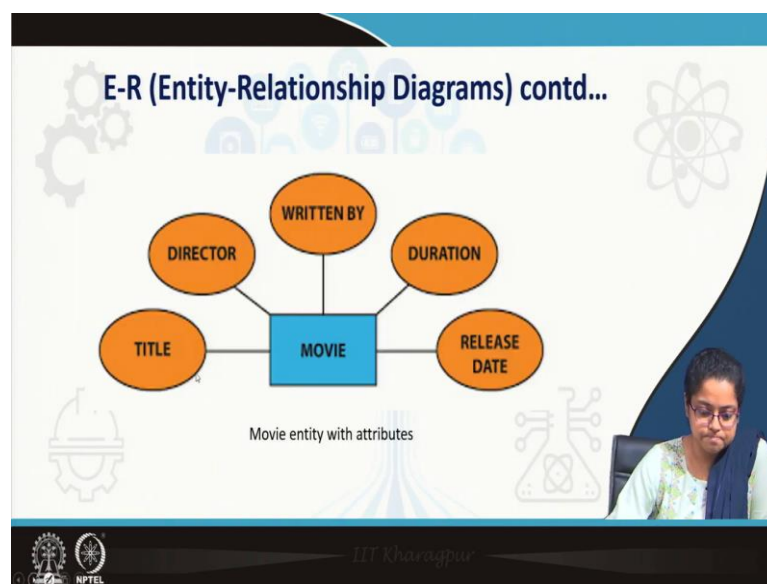 E-R (Entity-Relationship Diagrams) contd...
WRITTEN BY
DIRECTOR
DURATION
TITLE
MOVIE
RELEASE
DATE
Movie entity with attributes
IIT Kharagpur
NPTEL